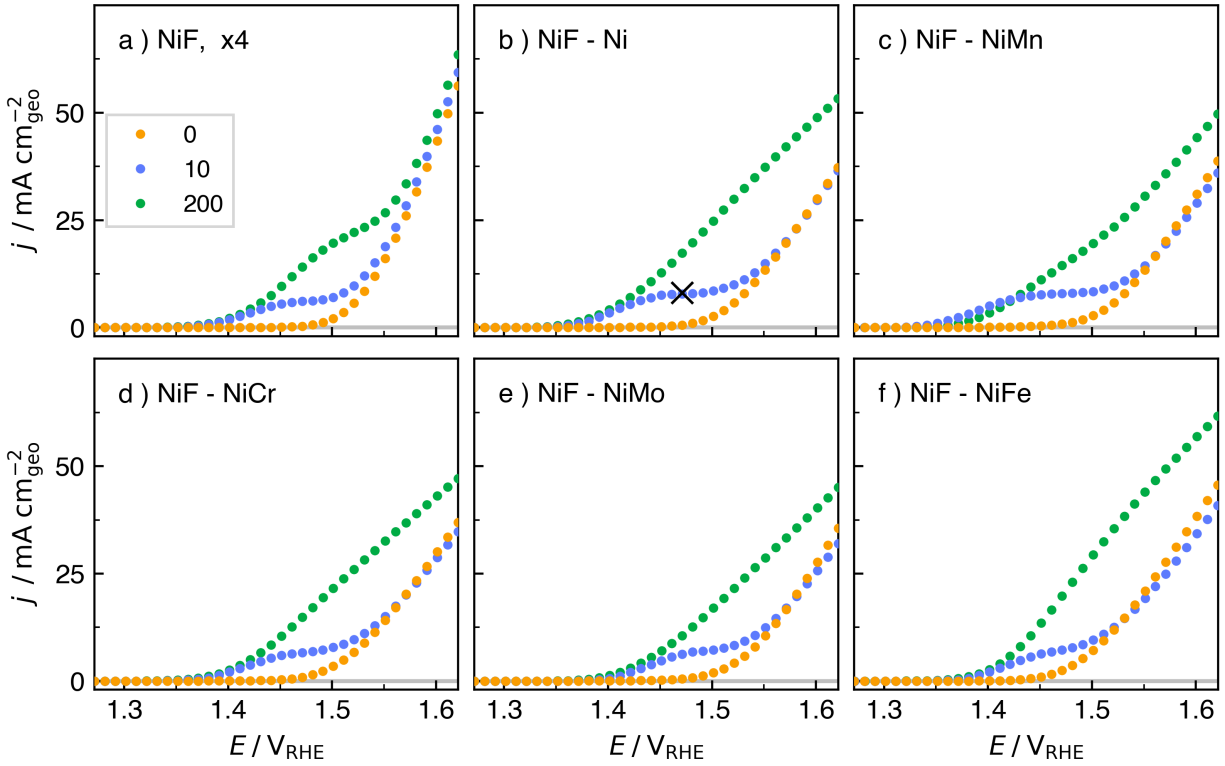 a ) NiF, x4
b ) NiF - Ni
c ) NiF - NiMn
50
25
0
j / mA cm⁻²geo
0
10
200
d ) NiF - NiCr
e ) NiF - NiMo
f ) NiF - NiFe
50
25
0
j / mA cm⁻²geo
1.3 1.4 1.5 1.6
1.3 1.4 1.5 1.6
1.3 1.4 1.5 1.6
E / VRHE
E / VRHE
E / VRHE